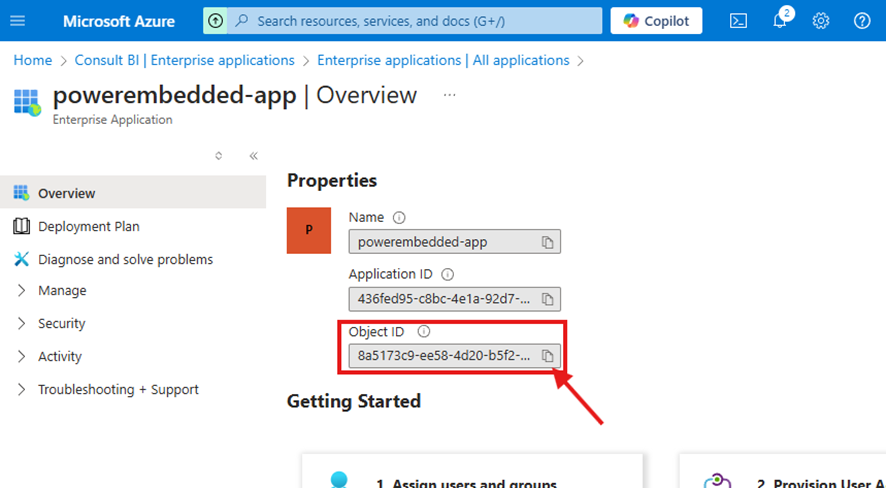 Microsoft Azure
Search resources, services, and docs (G+/)
Copilot
2
Home > Consult BI | Enterprise applications > Enterprise applications | All applications >
powerembedded-app | Overview ...
Enterprise Application
Overview
Deployment Plan
Diagnose and solve problems
Manage
Security
Activity
Troubleshooting + Support
Properties
P
Name
powerembedded-app
Application ID
436fed95-c8bc-4e1a-92d7-...
Object ID
8a5173c9-ee58-4d20-b5f2-...
Getting Started
1. Assign users and groups
2. Provision User A